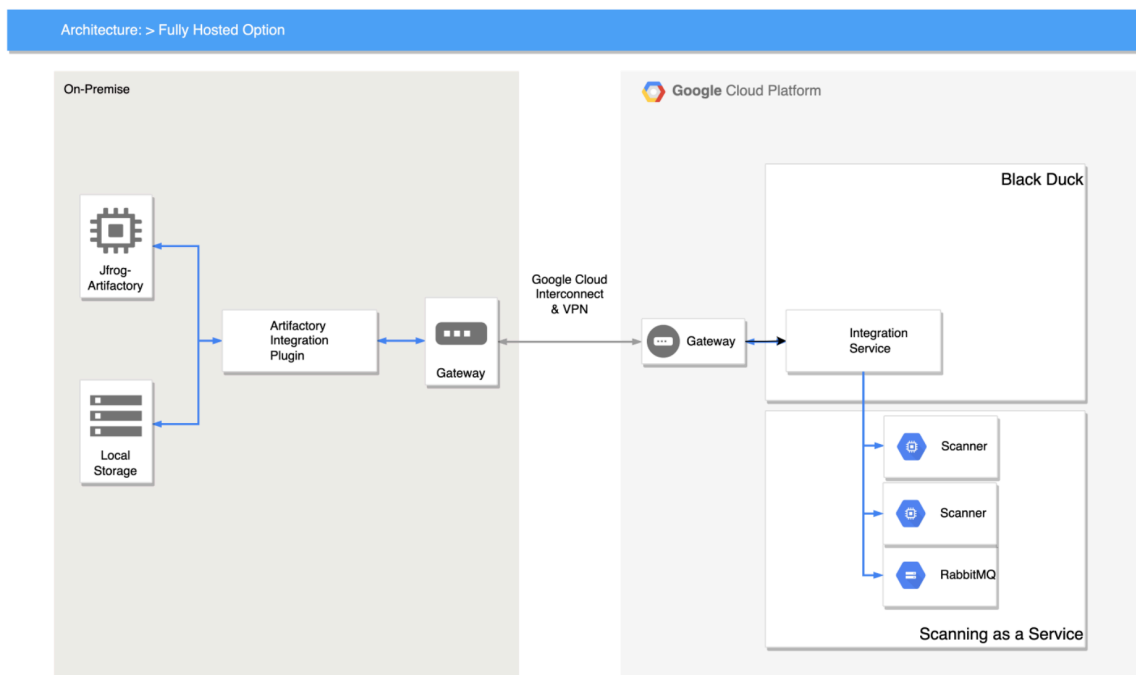 Architecture: > Fully Hosted Option
On-Premise
Jfrog-
Artifactory
Local
Storage
Artifactory
Integration
Plugin
Gateway
Google Cloud
Interconnect
& VPN
Google Cloud Platform
Gateway
Black Duck
Integration
Service
Scanner
Scanner
RabbitMQ
Scanning as a Service